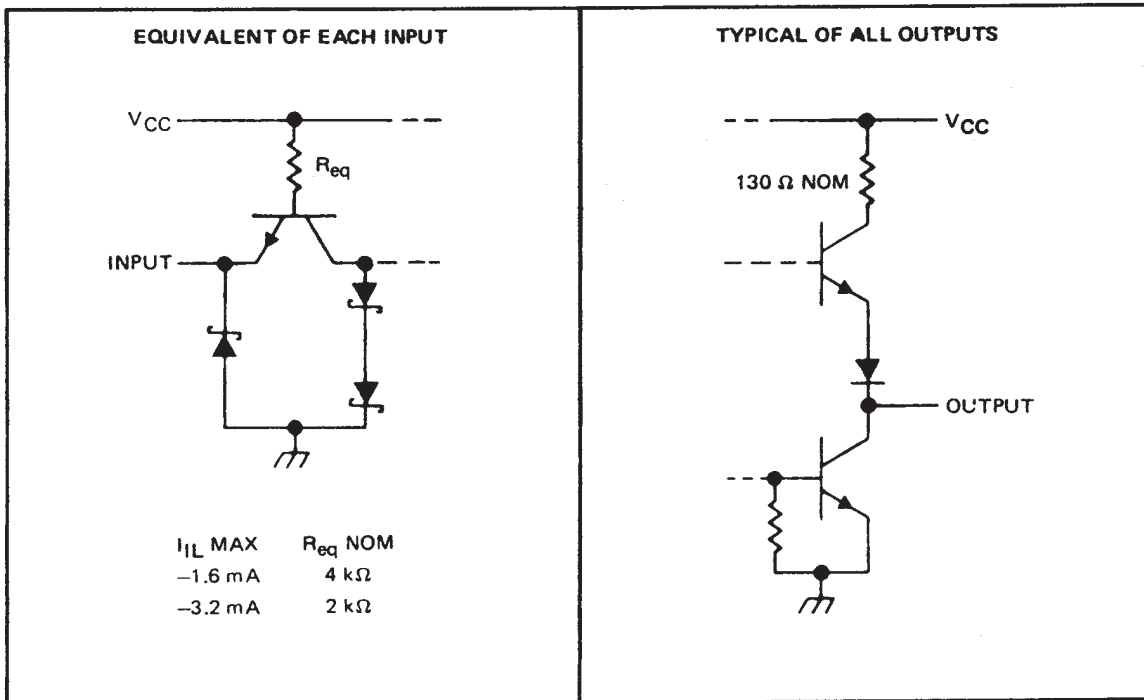 EQUIVALENT OF EACH INPUT
VCC
Req
INPUT
IIL MAX Req NOM
–1.6 mA 4 kΩ
–3.2 mA 2 kΩ
TYPICAL OF ALL OUTPUTS
VCC
130 Ω NOM
OUTPUT